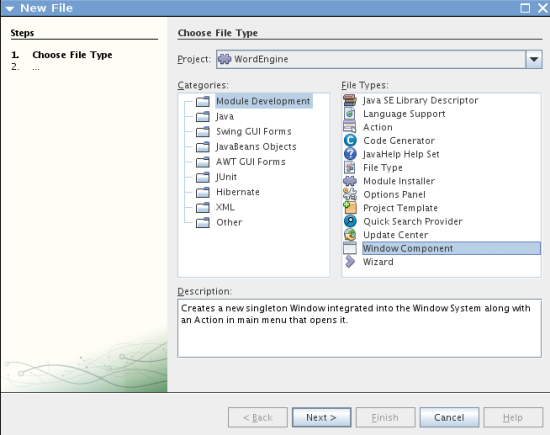 New File
Steps
1. Choose File Type
2. ...
Choose File Type
Project: WordEngine
Categories:
Module Development
Java
Swing GUI Forms
JavaBeans Objects
AWT GUI Forms
JUnit
Hibernate
XML
Other
File Types:
Java SE Library Descriptor
Language Support
Action
Code Generator
JavaHelp Help Set
File Type
Module Installer
Options Panel
Project Template
Quick Search Provider
Update Center
Window Component
Wizard
Description:
Creates a new singleton Window integrated into the Window System along with
an Action in main menu that opens it.
< Back Next > Finish Cancel Help